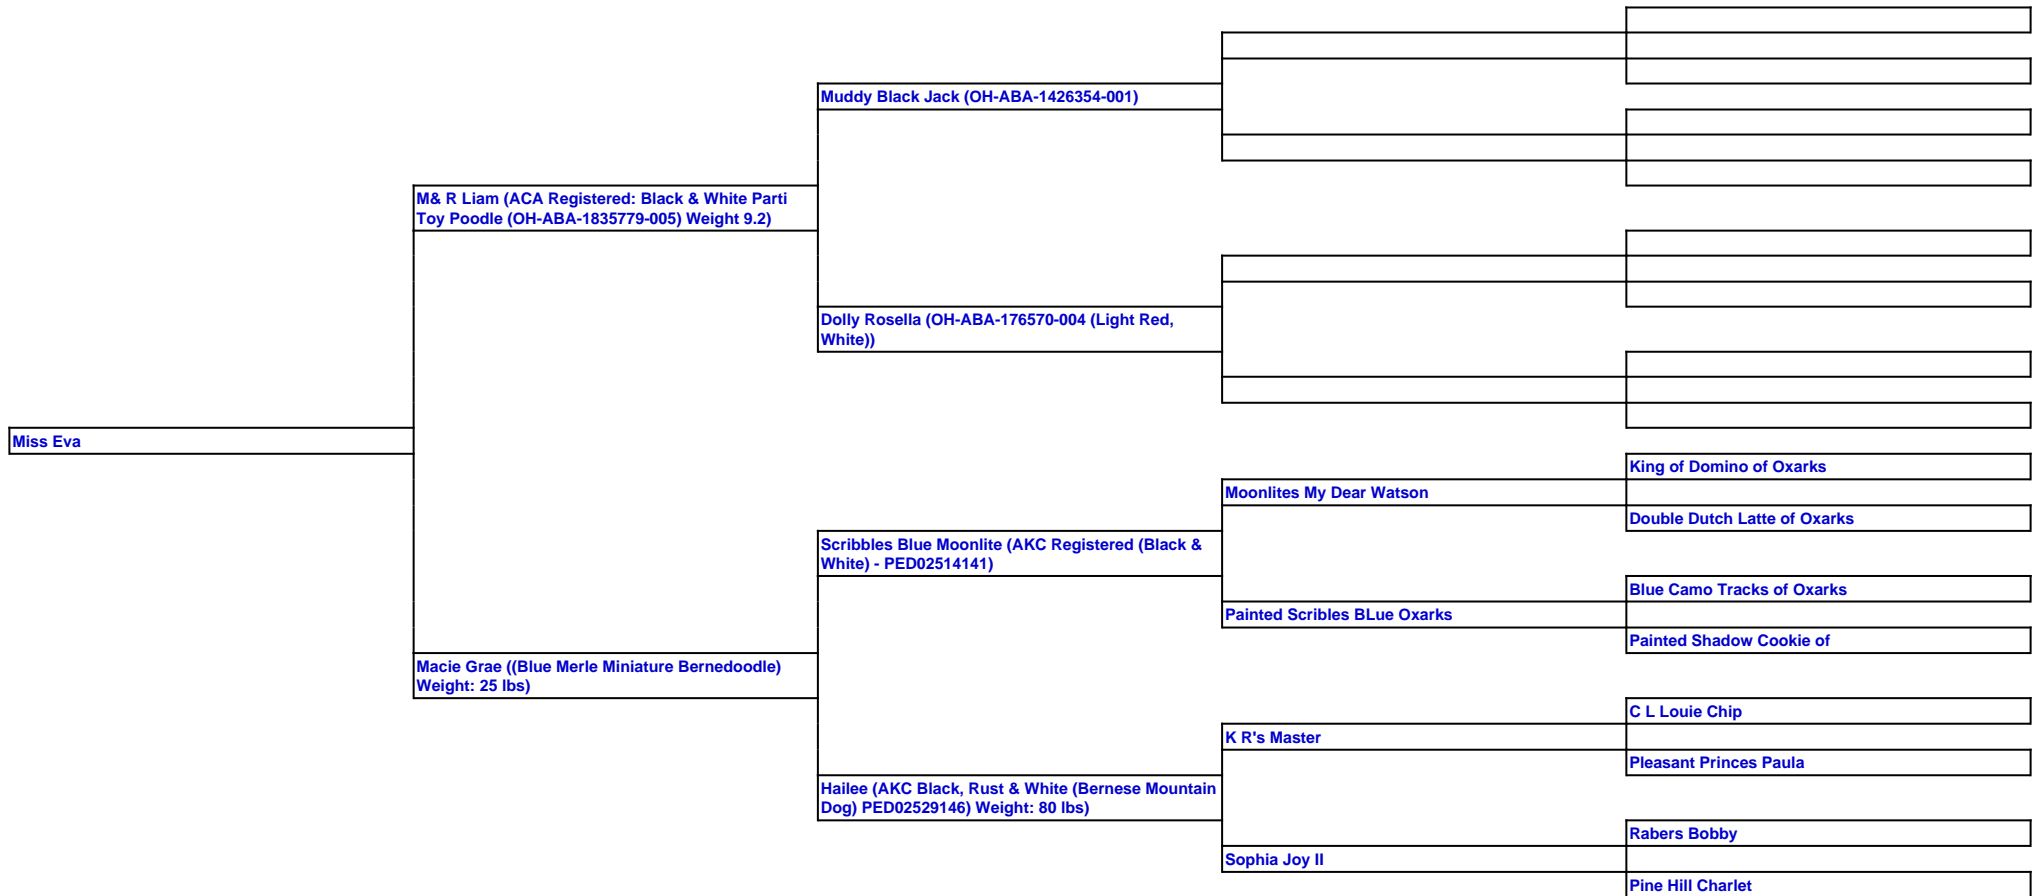 Muddy Black Jack (OH-ABA-1426354-001)
M& R Liam (ACA Registered: Black & White Parti
Toy Poodle (OH-ABA-1835779-005) Weight 9.2)
Dolly Rosella (OH-ABA-176570-004 (Light Red,
White))
Miss Eva
King of Domino of Oxarks
Moonlites My Dear Watson
Double Dutch Latte of Oxarks
Scribbles Blue Moonlite (AKC Registered (Black &
White) - PED02514141)
Blue Camo Tracks of Oxarks
Painted Scribles BLue Oxarks
Painted Shadow Cookie of
Macie Grae ((Blue Merle Miniature Bernedoodle)
Weight: 25 lbs)
C L Louie Chip
K R's Master
Pleasant Princes Paula
Hailee (AKC Black, Rust & White (Bernese Mountain
Dog) PED02529146) Weight: 80 lbs)
Rabers Bobby
Sophia Joy II
Pine Hill Charlet